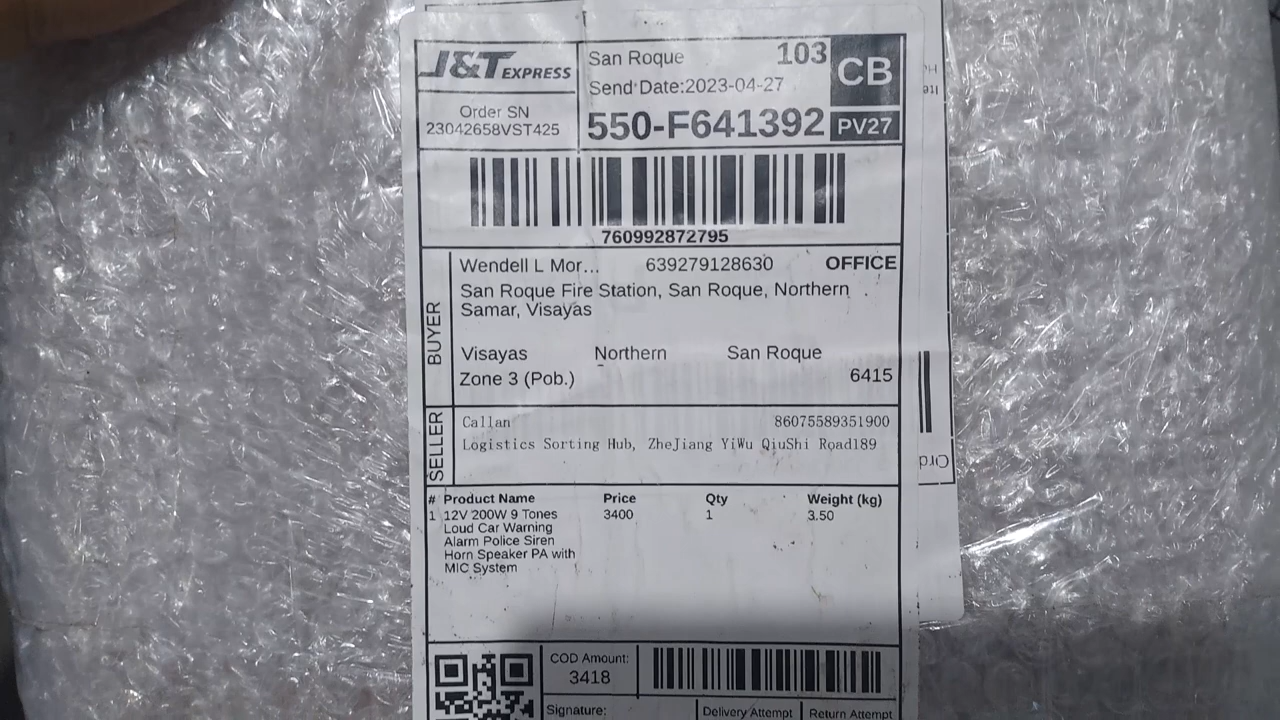 J&T EXPRESS
San Roque 103 CB
Send Date:2023-04-27
Order SN
23042658VST425
550-F641392 PV27
760992872795
BUYER
Wendell L Mor... 639279128630 OFFICE
San Roque Fire Station, San Roque, Northern
Samar, Visayas
Visayas Northern San Roque
Zone 3 (Pob.) 6415
SELLER
Callan 86075589351900
Logistics Sorting Hub, ZheJiang YiWu QiuShi Road189
# Product Name Price Qty Weight (kg)
1 12V 200W 9 Tones 3400 1 3.50
Loud Car Warning
Alarm Police Siren
Horn Speaker PA with
MIC System
COD Amount:
3418
Signature: Delivery Attempt Return Attempt